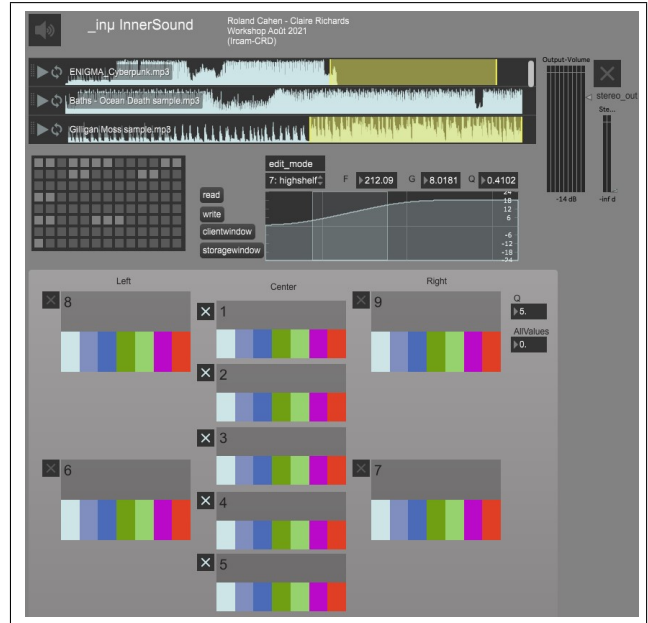 _inμ InnerSound
Roland Cahen - Claire Richards
Workshop Août 2021
(Ircam-CRD)
ENIGMA_Cyberpunk.mp3
Baths - Ocean Death sample.mp3
Gilligan Moss sample.mp3
Output-Volume
stereo_out
Ste...
-14 dB
-inf d
edit_mode
7: highshelf F 212.09 G 8.0181 Q 0.4102
read
write
clientwindow
storagewindow
24
18
12
6
-6
-12
-18
-24
Left
Center
Right
8
1
9
Q
5.
AllValues
0.
2
3
6
7
4
5